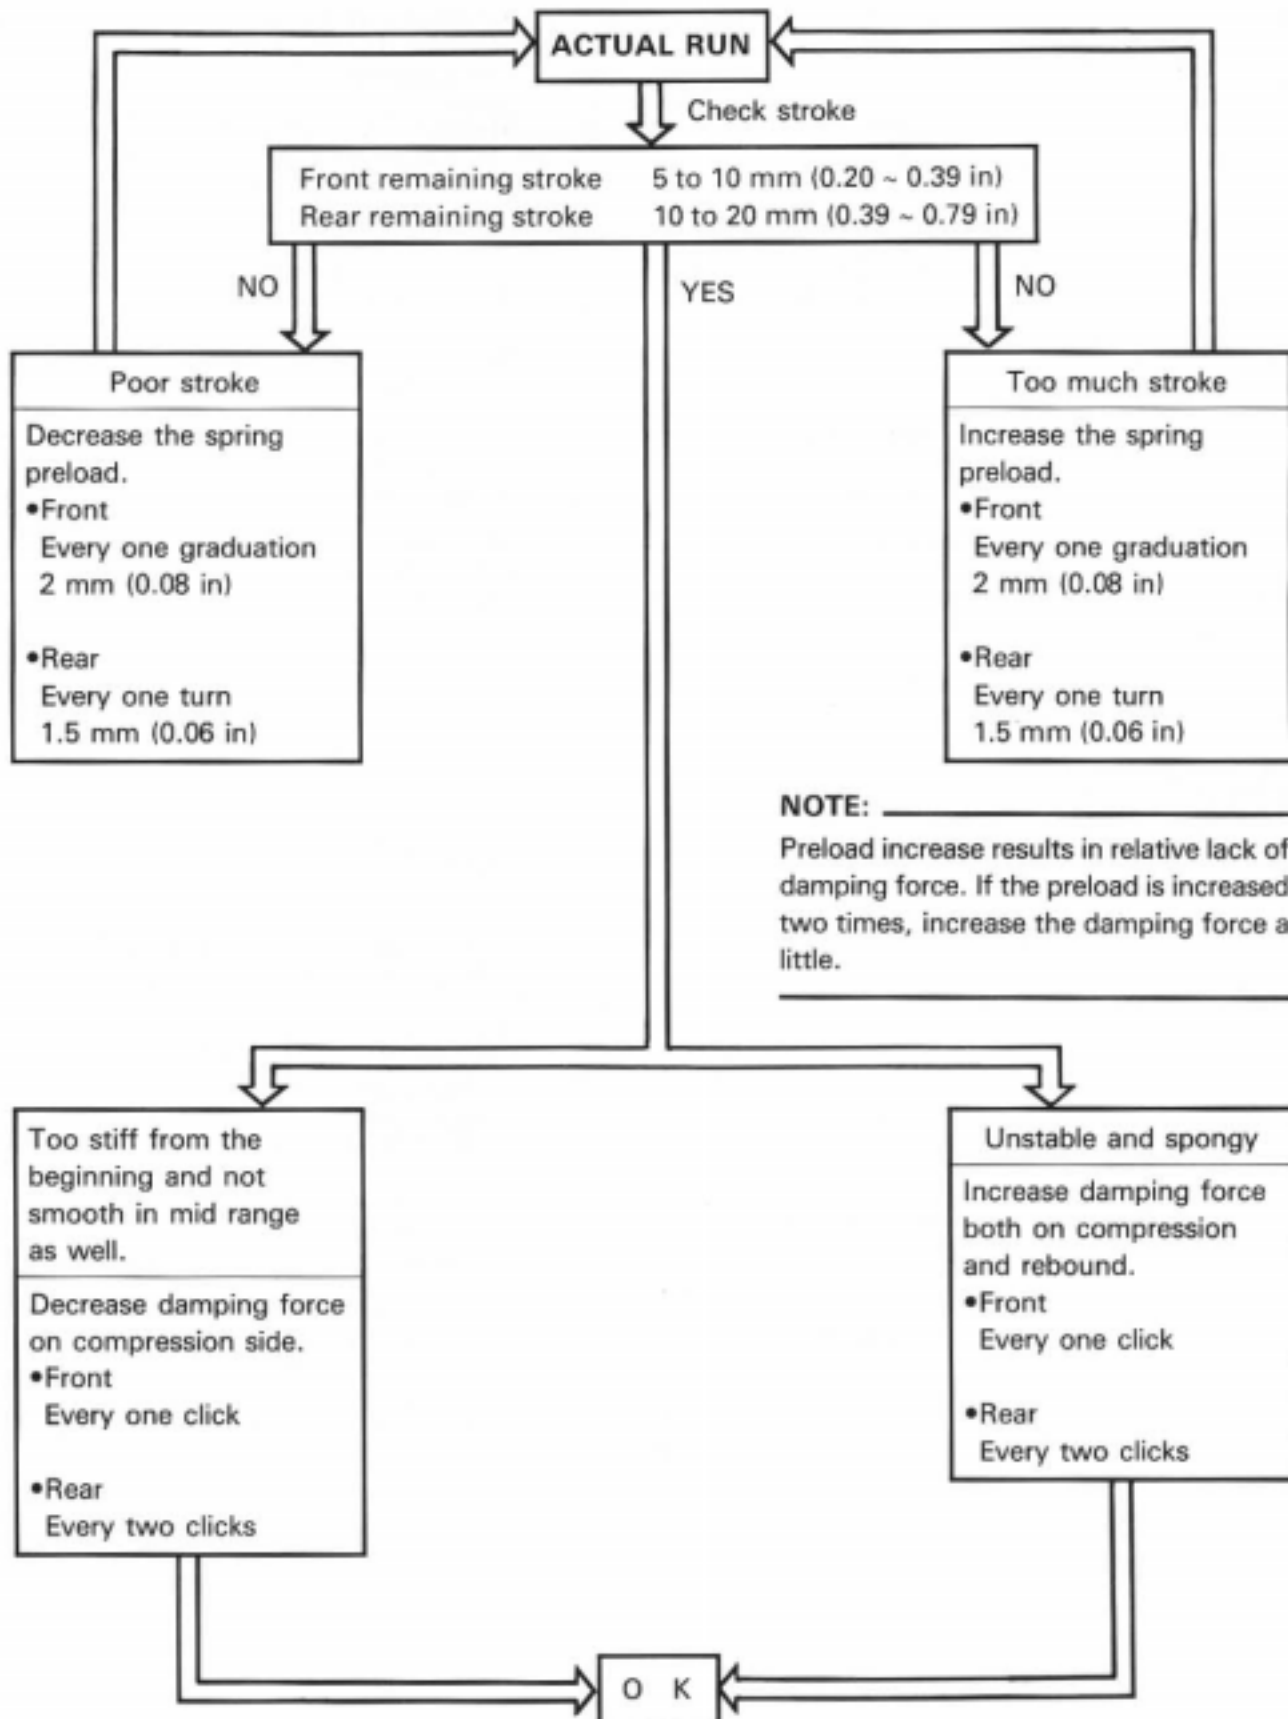 ACTUAL RUN
Check stroke
Front remaining stroke 5 to 10 mm (0.20 ~ 0.39 in)
Rear remaining stroke 10 to 20 mm (0.39 ~ 0.79 in)
NO
YES
NO
Poor stroke
Decrease the spring
preload.
•Front
Every one graduation
2 mm (0.08 in)
•Rear
Every one turn
1.5 mm (0.06 in)
Too much stroke
Increase the spring
preload.
•Front
Every one graduation
2 mm (0.08 in)
•Rear
Every one turn
1.5 mm (0.06 in)
NOTE:
Preload increase results in relative lack of
damping force. If the preload is increased
two times, increase the damping force a
little.
Too stiff from the
beginning and not
smooth in mid range
as well.
Decrease damping force
on compression side.
•Front
Every one click
•Rear
Every two clicks
Unstable and spongy
Increase damping force
both on compression
and rebound.
•Front
Every one click
•Rear
Every two clicks
O K